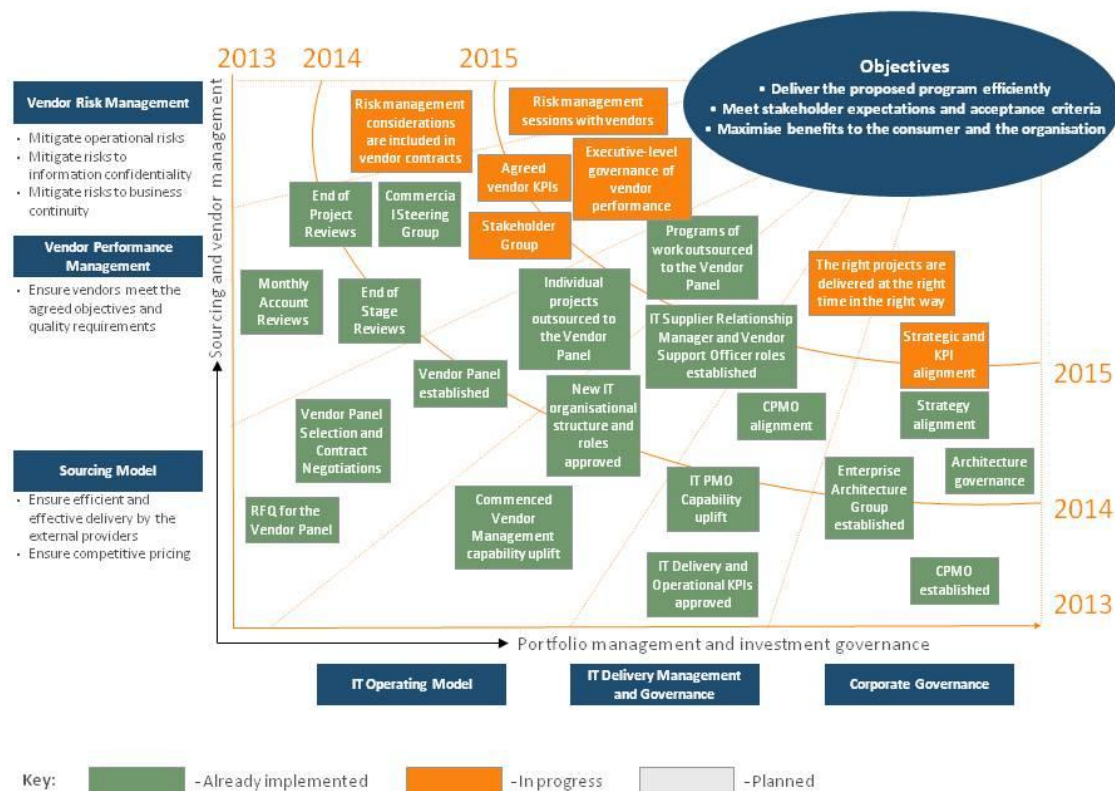 2013
2014
2015
Objectives
▪ Deliver the proposed program efficiently
▪ Meet stakeholder expectations and acceptance criteria
▪ Maximise benefits to the consumer and the organisation
Sourcing and vendor management
Vendor Risk Management
• Mitigate operational risks
• Mitigate risks to
information confidentiality
• Mitigate risks to business
continuity
Vendor Performance
Management
• Ensure vendors meet the
agreed objectives and
quality requirements
Sourcing Model
• Ensure efficient and
effective delivery by the
external providers
• Ensure competitive pricing
Risk management
considerations
are included in
vendor contracts
Risk management
sessions with vendors
Agreed
vendor KPIs
Executive-level
governance of
vendor
performance
End of
Project
Reviews
Commercia
l Steering
Group
Stakeholder
Group
Programs of
work outsourced
to the Vendor
Panel
The right projects are
delivered at the right
time in the right way
Monthly
Account
Reviews
End of
Stage
Reviews
Individual
projects
outsourced to
the Vendor
Panel
IT Supplier Relationship
Manager and Vendor
Support Officer roles
established
Strategic and
KPI
alignment
2015
Vendor Panel
established
New IT
organisational
structure and
roles
approved
CPMO
alignment
Strategy
alignment
Vendor Panel
Selection and
Contract
Negotiations
IT PMO
Capability
uplift
Enterprise
Architecture
Group
established
Architecture
governance
2014
RFQ for the
Vendor Panel
Commenced
Vendor
Management
capability uplift
IT Delivery and
Operational KPIs
approved
CPMO
established
2013
Portfolio management and investment governance
IT Operating Model
IT Delivery Management
and Governance
Corporate Governance
Key:
- Already implemented
- In progress
- Planned